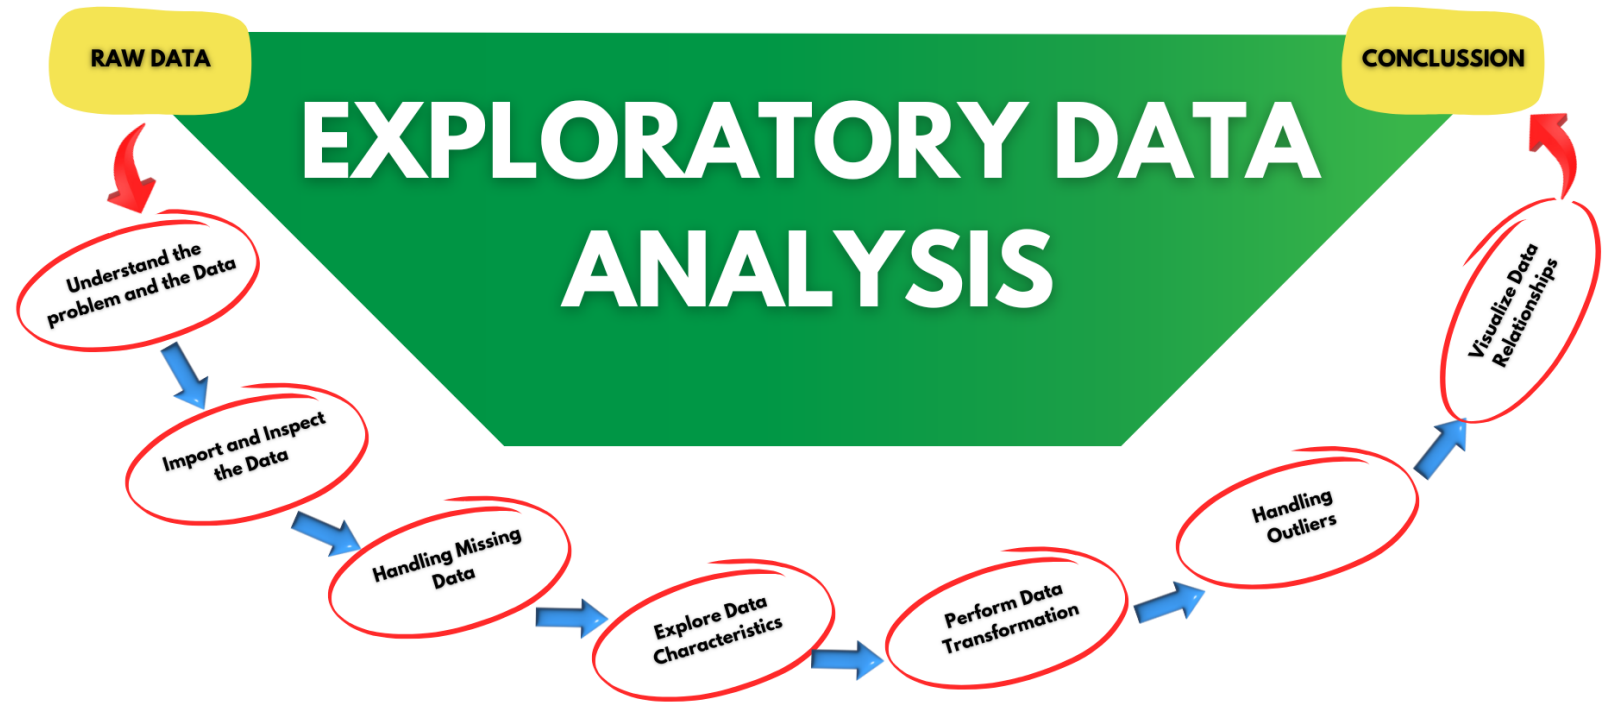 RAW DATA
CONCLUSSION
EXPLORATORY DATA
ANALYSIS
Understand the
problem and the Data
Import and Inspect
the Data
Handling Missing
Data
Explore Data
Characteristics
Perform Data
Transformation
Handling
Outliers
Visualize Data
Relationships